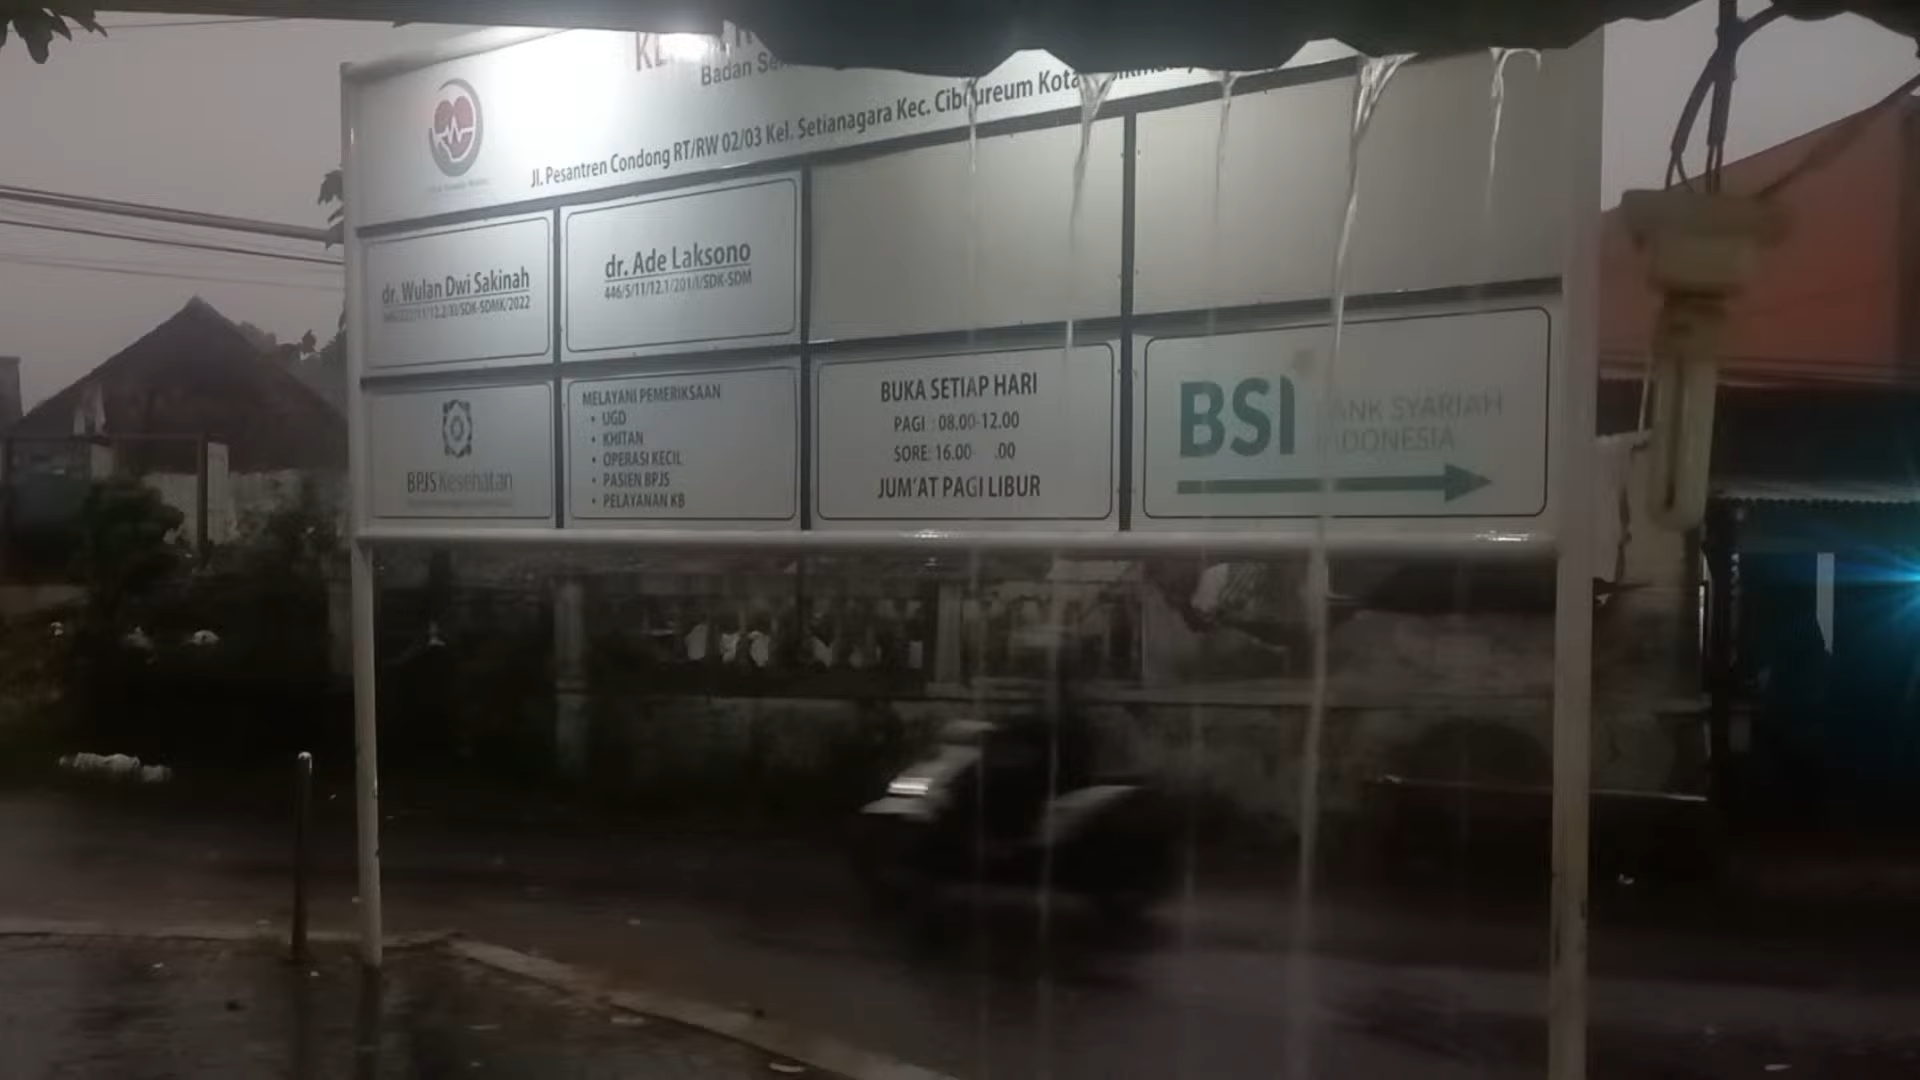 Badan
Jl. Pesantren Condong RT/RW 02/03 Kel. Setianagara Kec. Cibeureum Kota
dr. Wulan Dwi Sakinah
dr. Ade Laksono
446/5/11/12.1/201/I/SDK-SDM
BPJS Kesehatan
MELAYANI PEMERIKSAAN
• UGD
• KHITAN
• OPERASI KECIL
• PASIEN BPJS
• PELAYANAN KB
BUKA SETIAP HARI
PAGI : 08.00-12.00
SORE: 16.00- .00
JUM'AT PAGI LIBUR
BSI BANK SYARIAH
INDONESIA